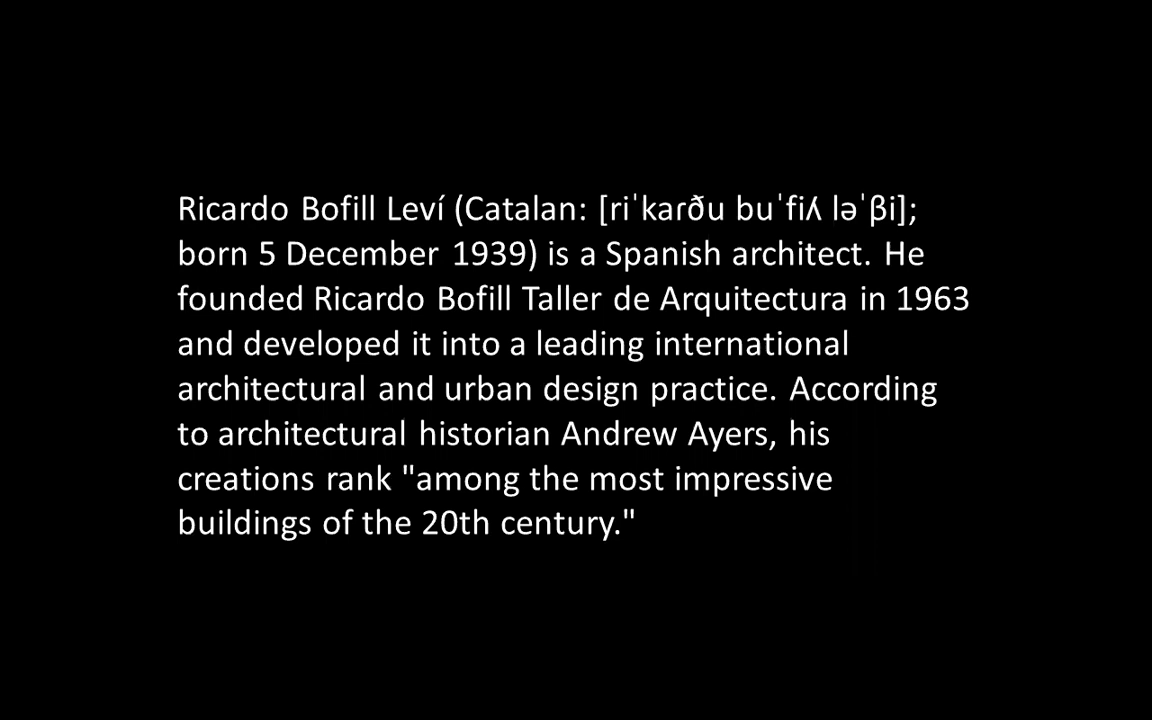 Ricardo Bofill Leví (Catalan: [riˈkaɾðu buˈfiʎ ləˈβi];
born 5 December 1939) is a Spanish architect. He
founded Ricardo Bofill Taller de Arquitectura in 1963
and developed it into a leading international
architectural and urban design practice. According
to architectural historian Andrew Ayers, his
creations rank "among the most impressive
buildings of the 20th century."